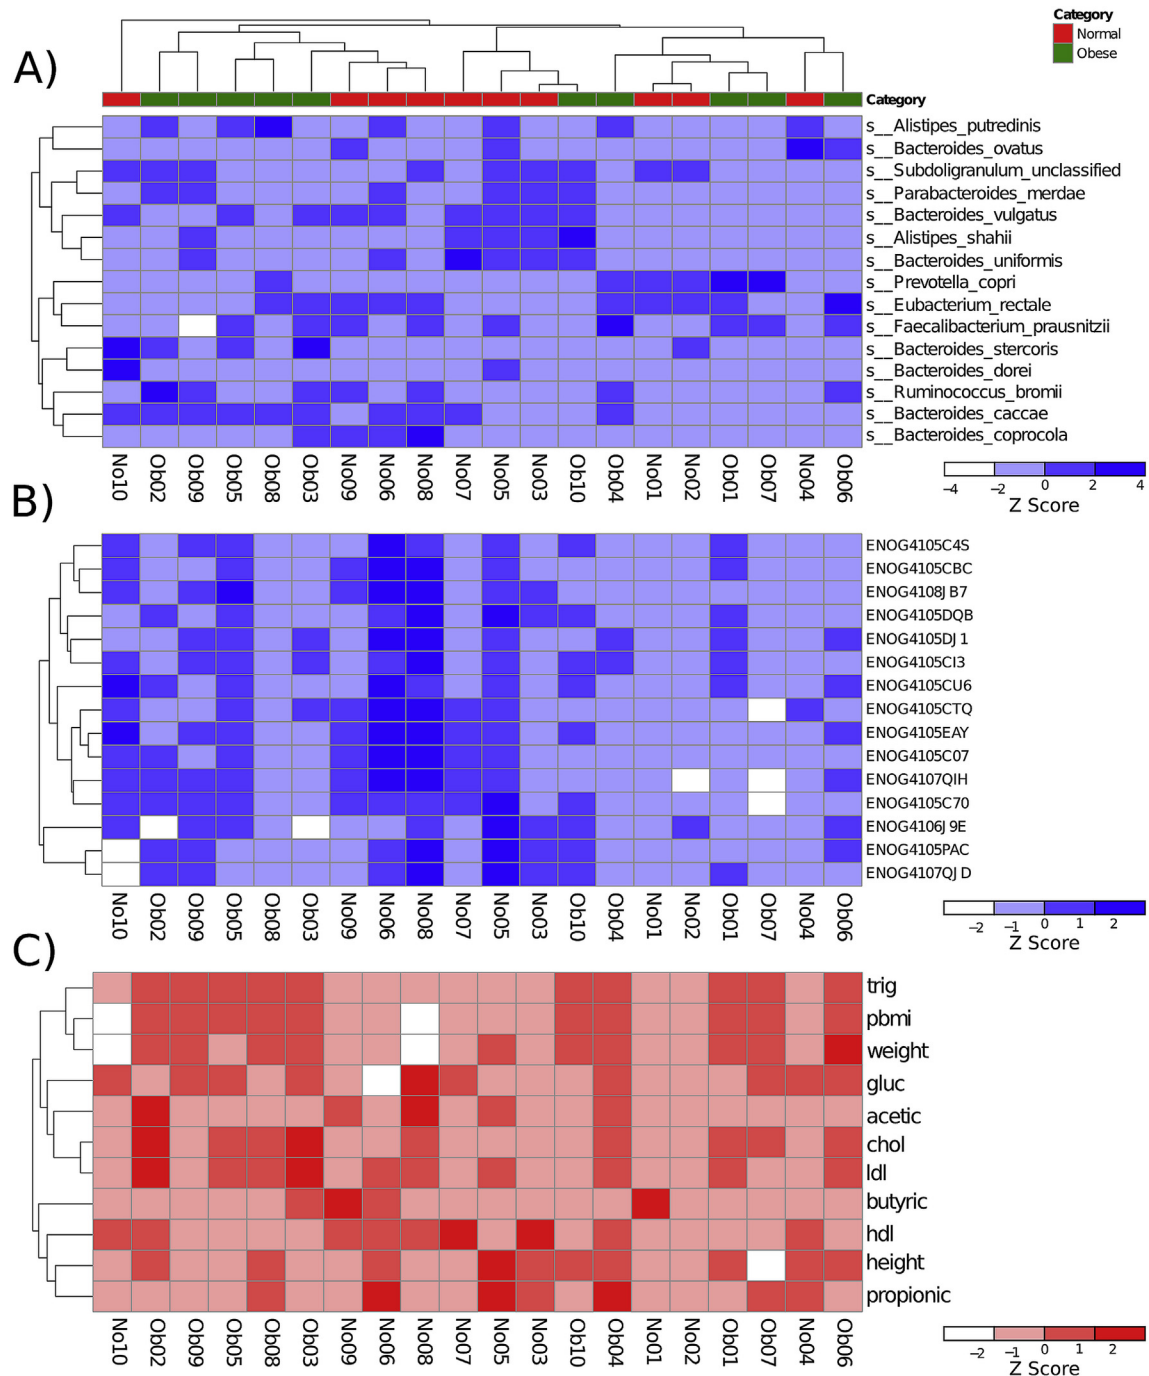 Category
Normal
Obese
A)
Category
s__Alistipes_putredinis
s__Bacteroides_ovatus
s__Subdoligranulum_unclassified
s__Parabacteroides_merdae
s__Bacteroides_vulgatus
s__Alistipes_shahii
s__Bacteroides_uniformis
s__Prevotella_copri
s__Eubacterium_rectale
s__Faecalibacterium_prausnitzii
s__Bacteroides_stercoris
s__Bacteroides_dorei
s__Ruminococcus_bromii
s__Bacteroides_caccae
s__Bacteroides_coprocola
No10 Ob02 Ob09 Ob05 Ob08 Ob03 No09 No06 No08 No07 No05 No03 Ob10 Ob04 No01 No02 Ob01 Ob07 No04 Ob06
−4 −2 0 2 4
Z Score
B)
ENOG4105C4S
ENOG4105CBC
ENOG4108JB7
ENOG4105DQB
ENOG4105DJ1
ENOG4105CI3
ENOG4105CU6
ENOG4105CTQ
ENOG4105EAY
ENOG4105C07
ENOG4107QIH
ENOG4105C70
ENOG4106J9E
ENOG4105PAC
ENOG4107QJD
No10 Ob02 Ob09 Ob05 Ob08 Ob03 No09 No06 No08 No07 No05 No03 Ob10 Ob04 No01 No02 Ob01 Ob07 No04 Ob06
−2 −1 0 1 2
Z Score
C)
trig
pbmi
weight
gluc
acetic
chol
ldl
butyric
hdl
height
propionic
No10 Ob02 Ob09 Ob05 Ob08 Ob03 No09 No06 No08 No07 No05 No03 Ob10 Ob04 No01 No02 Ob01 Ob07 No04 Ob06
−2 −1 0 1 2
Z Score